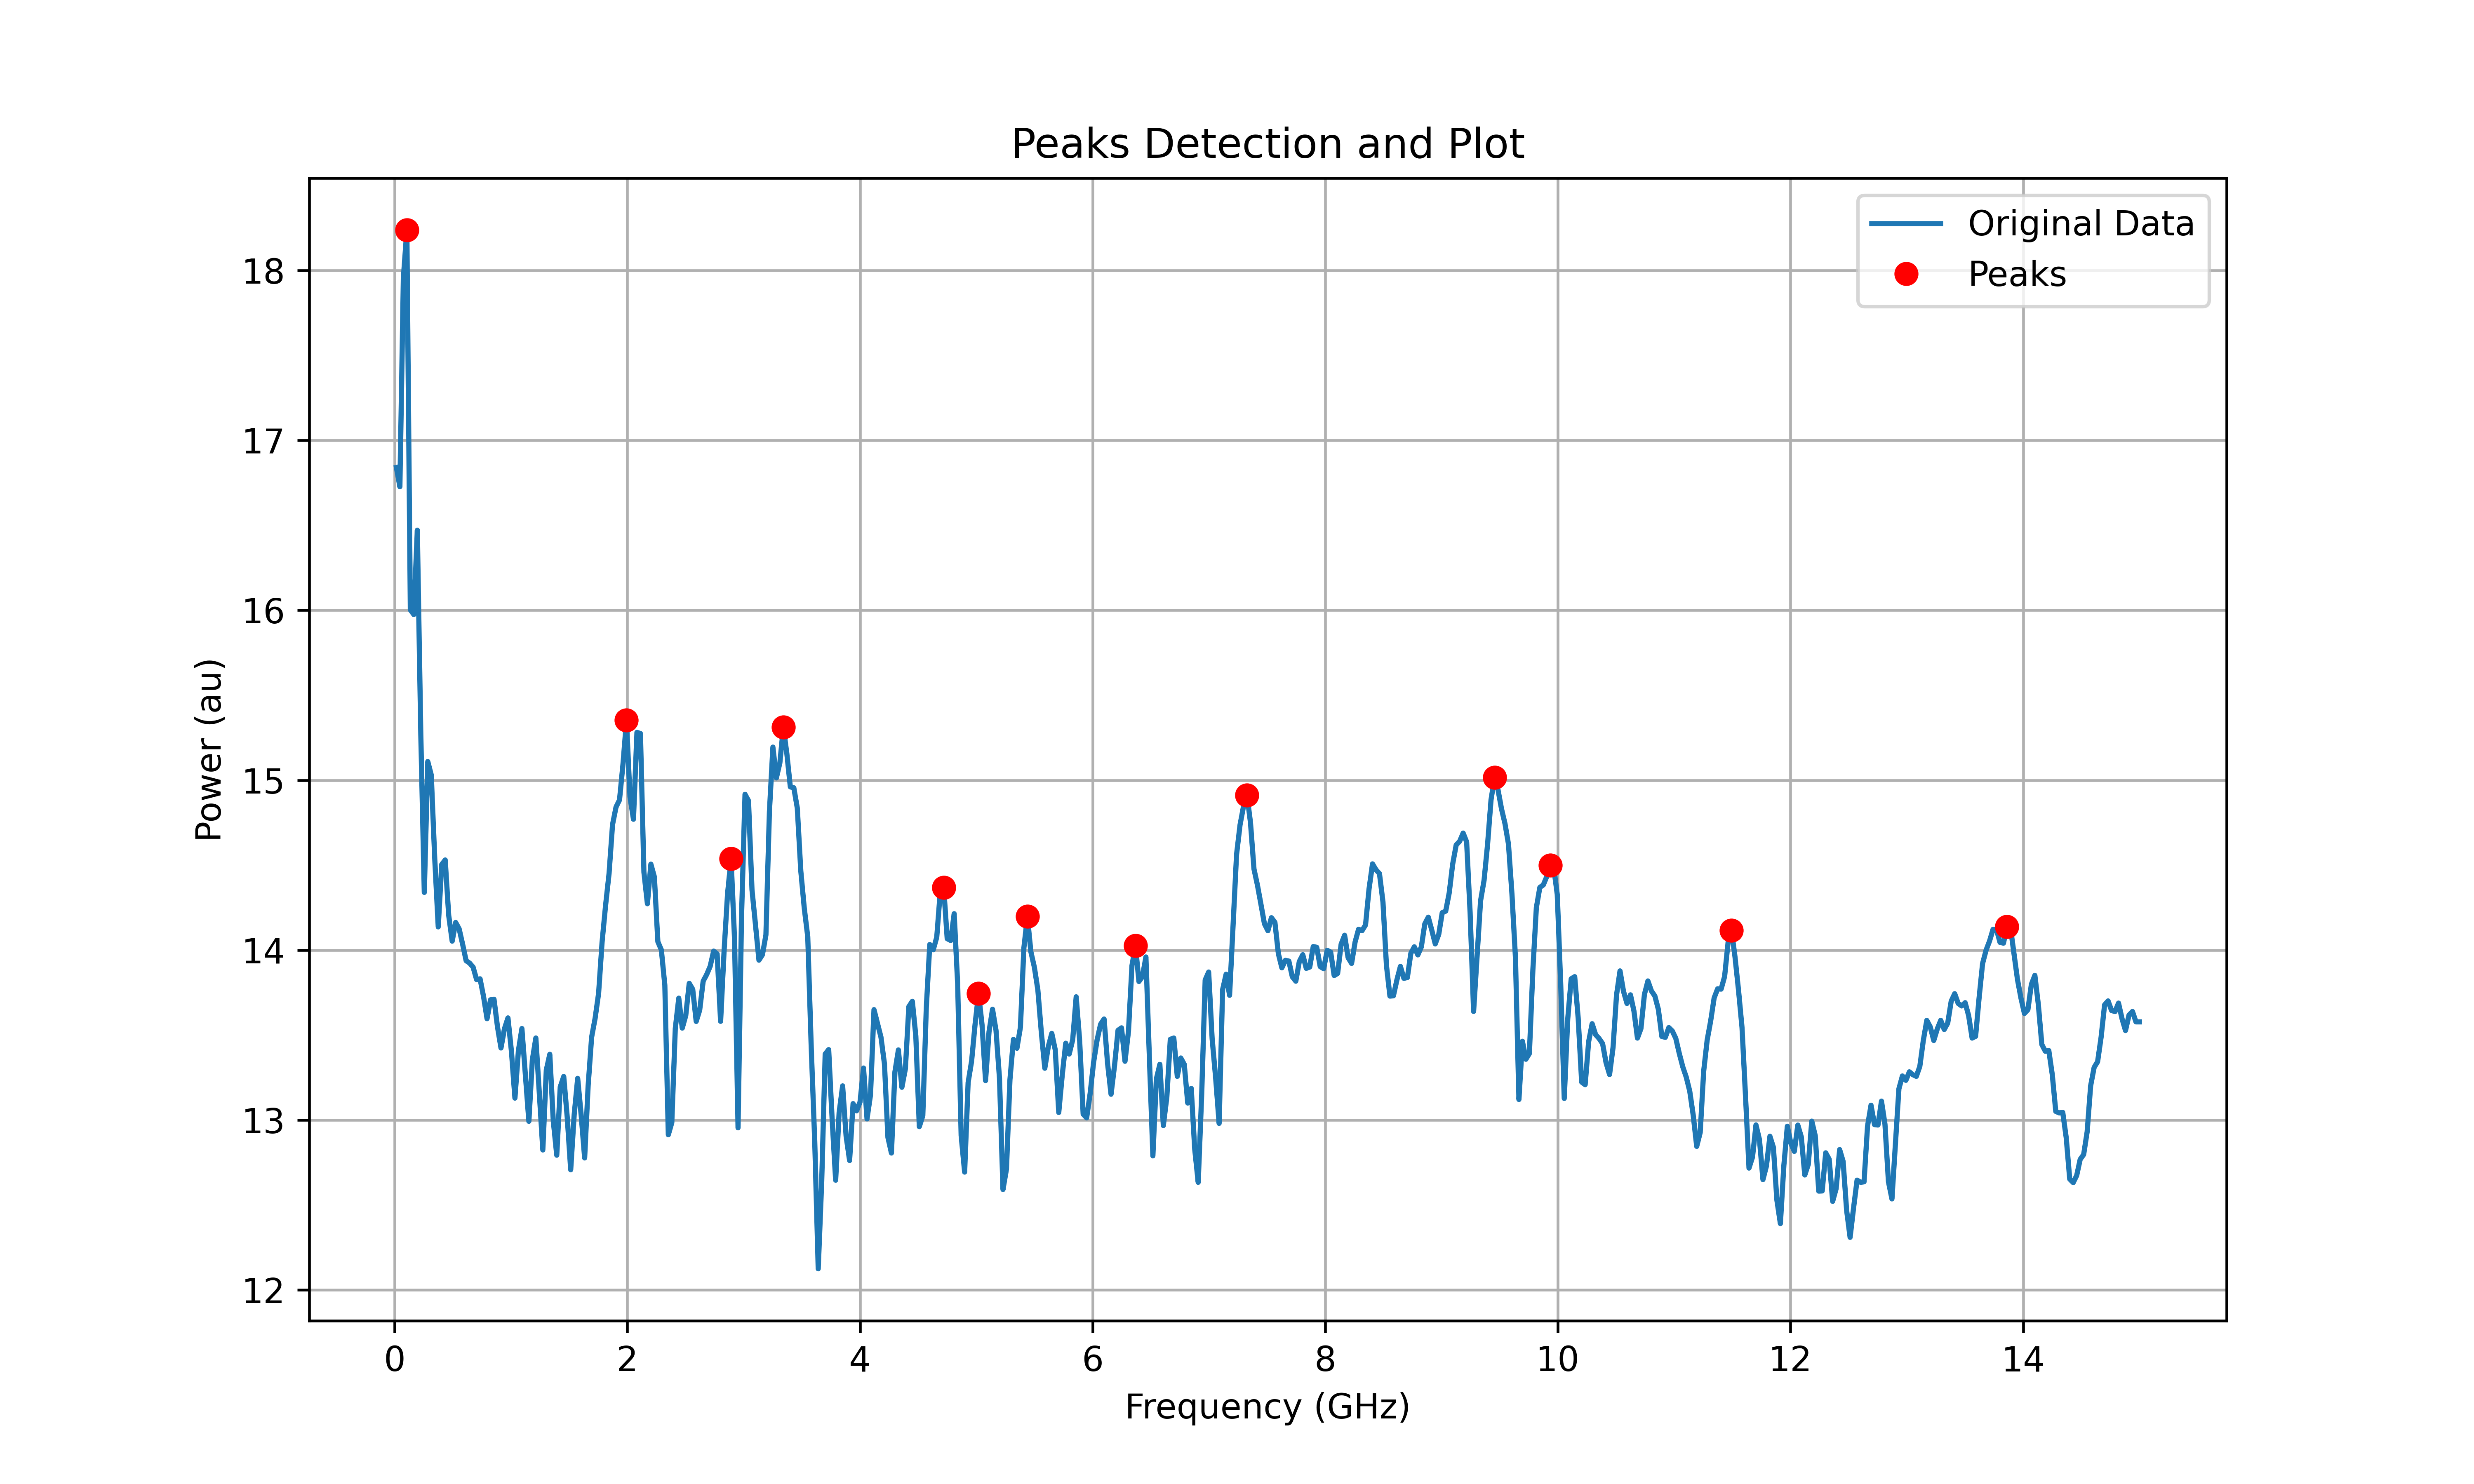 Peaks Detection and Plot
Original Data
Peaks
18
17
16
15
14
13
12
Power (au)
0 2 4 6 8 10 12 14
Frequency (GHz)